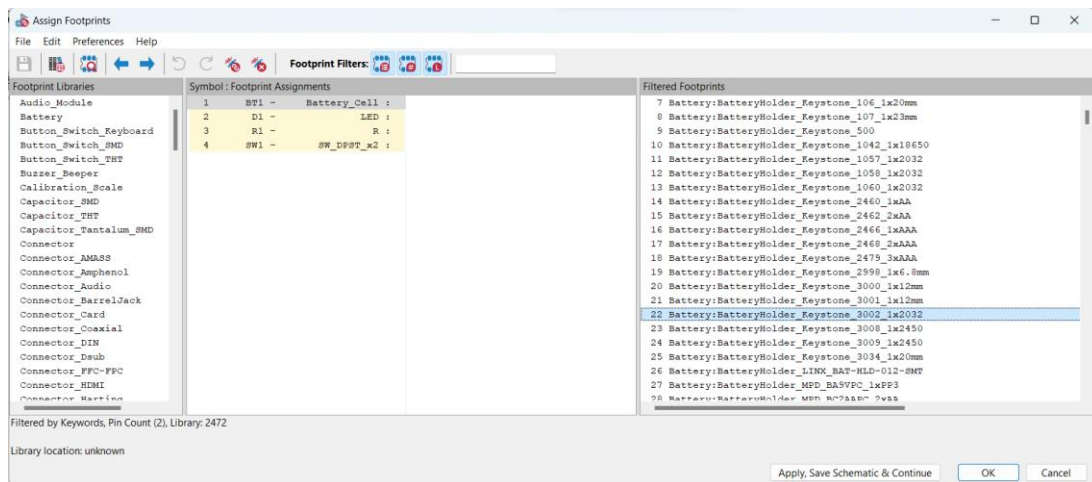 Assign Footprints
File Edit Preferences Help
Footprint Filters:
Footprint Libraries
Audio_Module
Battery
Button_Switch_Keyboard
Button_Switch_SMD
Button_Switch_THT
Buzzer_Beeper
Calibration_Scale
Capacitor_SMD
Capacitor_THT
Capacitor_Tantalum_SMD
Connector
Connector_AMASS
Connector_Amphenol
Connector_Audio
Connector_BarrelJack
Connector_Card
Connector_Coaxial
Connector_DIN
Connector_Dsub
Connector_FFC-FPC
Connector_HDMI
Connector_Harting
Symbol : Footprint Assignments
1 BT1 - Battery_Cell :
2 D1 - LED :
3 R1 - R :
4 SW1 - SW_DPST_x2 :
Filtered Footprints
7 Battery:BatteryHolder_Keystone_106_1x20mm
8 Battery:BatteryHolder_Keystone_107_1x23mm
9 Battery:BatteryHolder_Keystone_500
10 Battery:BatteryHolder_Keystone_1042_1x18650
11 Battery:BatteryHolder_Keystone_1057_1x2032
12 Battery:BatteryHolder_Keystone_1058_1x2032
13 Battery:BatteryHolder_Keystone_1060_1x2032
14 Battery:BatteryHolder_Keystone_2460_1xAA
15 Battery:BatteryHolder_Keystone_2462_2xAA
16 Battery:BatteryHolder_Keystone_2466_1xAAA
17 Battery:BatteryHolder_Keystone_2468_2xAAA
18 Battery:BatteryHolder_Keystone_2479_3xAAA
19 Battery:BatteryHolder_Keystone_2998_1x6.8mm
20 Battery:BatteryHolder_Keystone_3000_1x12mm
21 Battery:BatteryHolder_Keystone_3001_1x12mm
22 Battery:BatteryHolder_Keystone_3002_1x2032
23 Battery:BatteryHolder_Keystone_3008_1x2450
24 Battery:BatteryHolder_Keystone_3009_1x2450
25 Battery:BatteryHolder_Keystone_3034_1x20mm
26 Battery:BatteryHolder_LINX_BAT-HLD-012-SMT
27 Battery:BatteryHolder_MPD_BA9VPC_1xPP3
28 Battery:BatteryHolder_MPD_BC2AAPC_2xAA
Filtered by Keywords, Pin Count (2), Library: 2472
Library location: unknown
Apply, Save Schematic & Continue OK Cancel